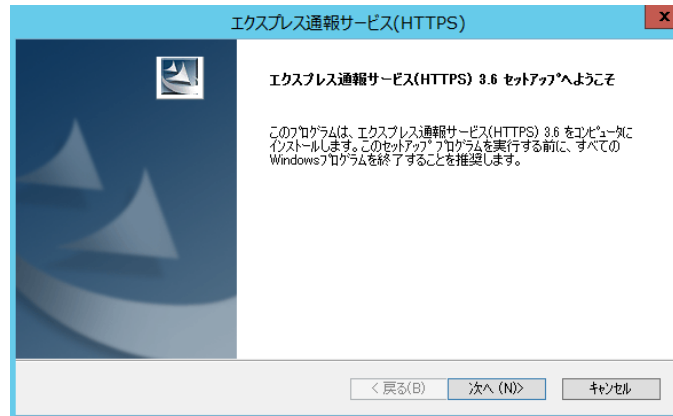 エクスプレス通報サービス(HTTPS)
x
エクスプレス通報サービス(HTTPS) 3.6 ｾｯﾄｱｯﾌﾟへようこそ
このﾌﾟﾛｸﾞﾗﾑは、エクスプレス通報サービス(HTTPS) 3.6 をｺﾝﾋﾟｭｰﾀに
ｲﾝｽﾄｰﾙします。このｾｯﾄｱｯﾌﾟ ﾌﾟﾛｸﾞﾗﾑを実行する前に、すべての
Windowsﾌﾟﾛｸﾞﾗﾑを終了することを推奨します。
< 戻る(B)
次へ (N)>
ｷｬﾝｾﾙ